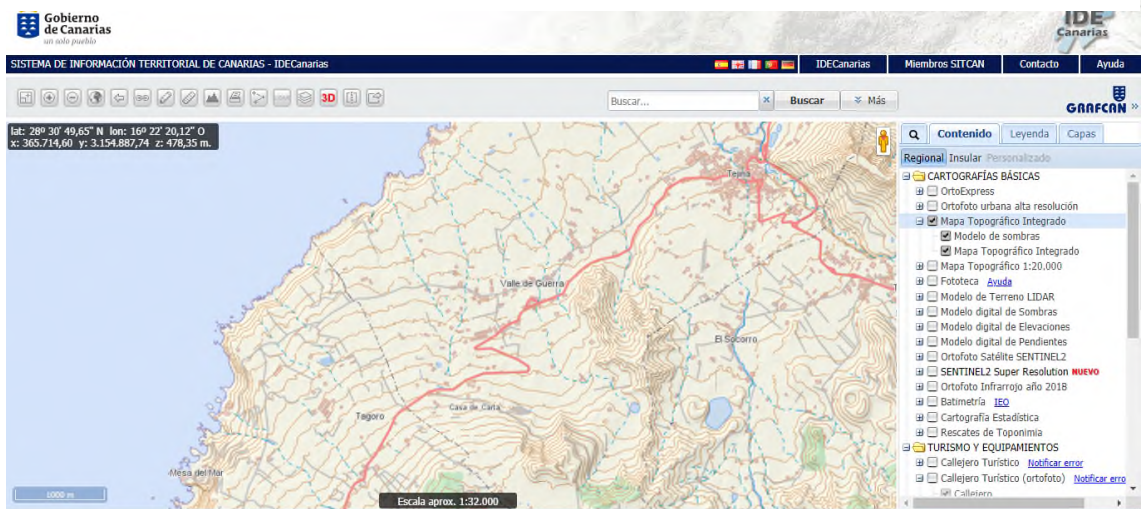 Gobierno
de Canarias
un solo pueblo
IDE
Canarias
SISTEMA DE INFORMACIÓN TERRITORIAL DE CANARIAS - IDECanarias
IDECanarias
Miembros SITCAN
Contacto
Ayuda
3D
Buscar...
×
Buscar
Más
GRAFCAN
»
lat: 28º 30' 49,65" N lon: 16º 22' 20,12" O
x: 365.714,60 y: 3.154.887,74 z: 478,35 m.
Contenido
Leyenda
Capas
Regional Insular Personalizado
CARTOGRAFÍAS BÁSICAS
OrtoExpress
Ortofoto urbana alta resolución
Mapa Topográfico Integrado
Modelo de sombras
Mapa Topográfico Integrado
Mapa Topográfico 1:20.000
Fototeca Ayuda
Modelo de Terreno LIDAR
Modelo digital de Sombras
Modelo digital de Elevaciones
Modelo digital de Pendientes
Ortofoto Satélite SENTINEL2
SENTINEL2 Super Resolution NUEVO
Ortofoto Infrarrojo año 2018
Batimetría IEO
Cartografía Estadística
Rescates de Toponimia
TURISMO Y EQUIPAMIENTOS
Callejero Turístico Notificar error
Callejero Turístico (ortofoto) Notificar erro
Callejero
Tejina
Valle de Guerra
El Socorro
Casa de Carta
Tagoro
Mesa del Mar
1000 m
Escala aprox. 1:32.000